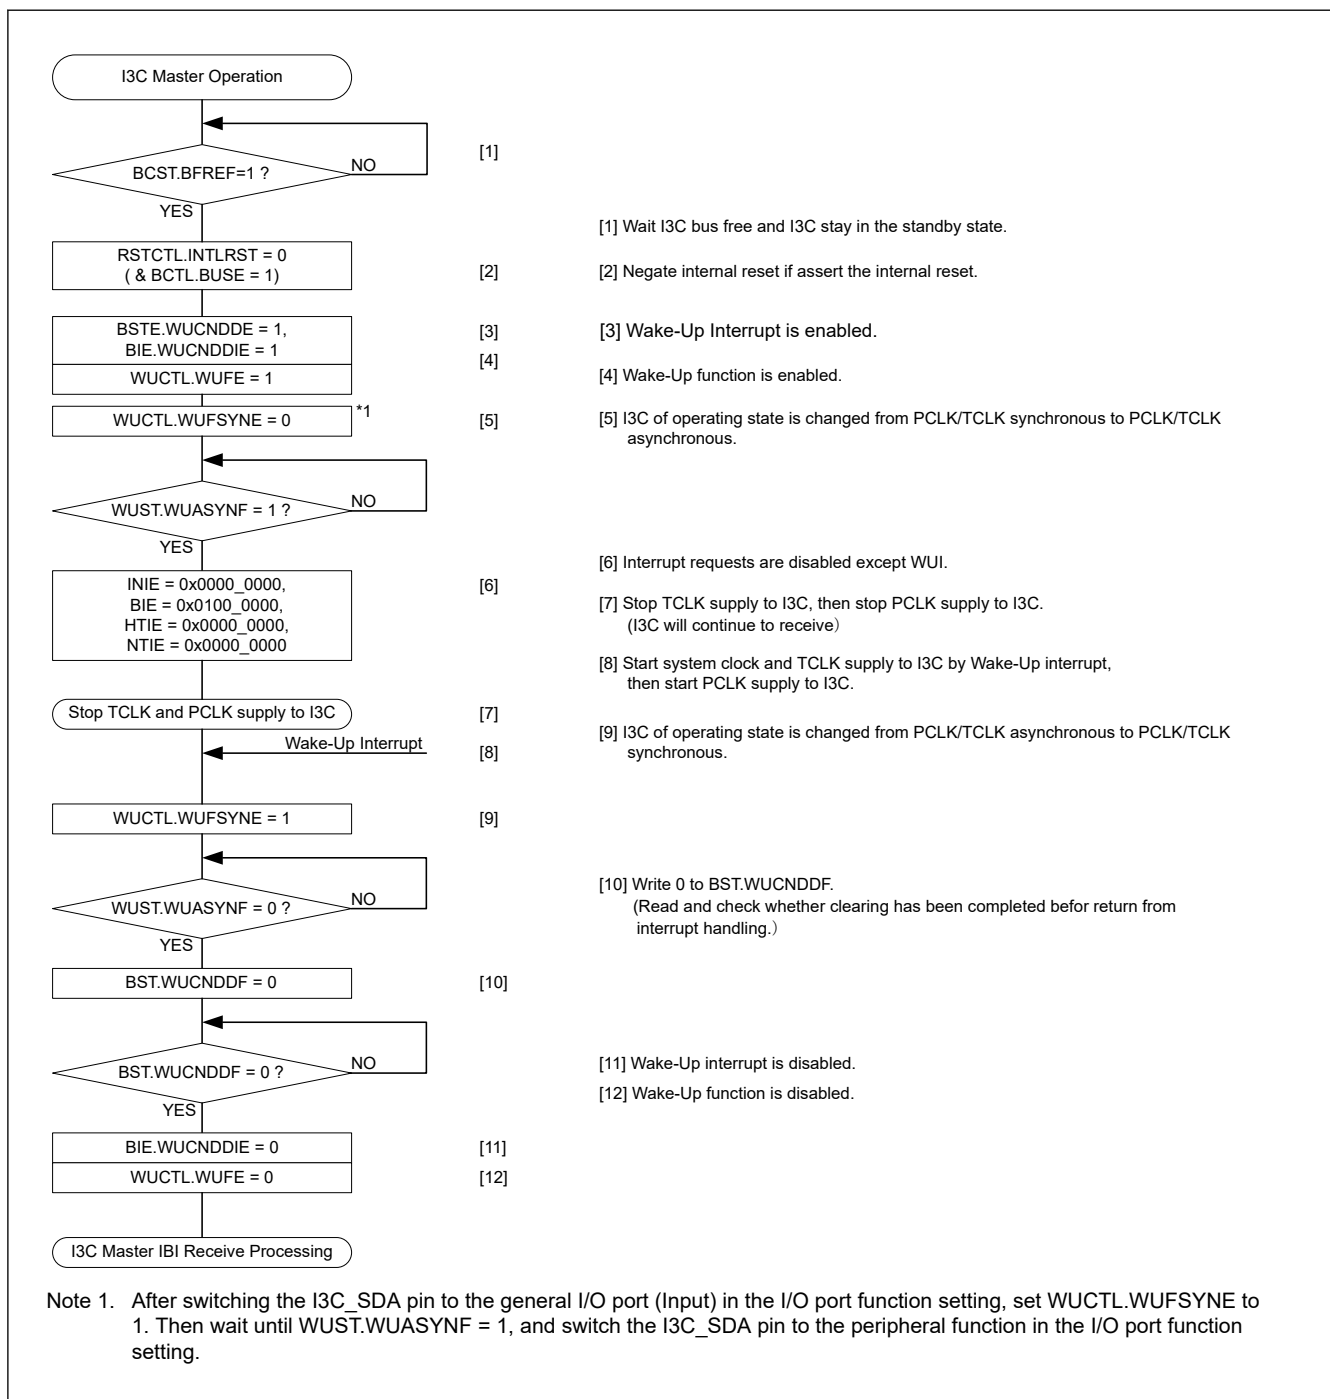 I3C Master Operation
BCST.BFREF=1 ?
NO
[1]
YES
[1] Wait I3C bus free and I3C stay in the standby state.
RSTCTL.INTLRST = 0
( & BCTL.BUSE = 1)
[2]
[2] Negate internal reset if assert the internal reset.
BSTE.WUCNDDE = 1,
BIE.WUCNDDIE = 1
[3]
[3] Wake-Up Interrupt is enabled.
[4]
WUCTL.WUFE = 1
[4] Wake-Up function is enabled.
WUCTL.WUFSYNE = 0
*1
[5]
[5] I3C of operating state is changed from PCLK/TCLK synchronous to PCLK/TCLK
asynchronous.
WUST.WUASYNF = 1 ?
NO
YES
[6] Interrupt requests are disabled except WUI.
INIE = 0x0000_0000,
BIE = 0x0100_0000,
HTIE = 0x0000_0000,
NTIE = 0x0000_0000
[6]
[7] Stop TCLK supply to I3C, then stop PCLK supply to I3C.
(I3C will continue to receive）
[8] Start system clock and TCLK supply to I3C by Wake-Up interrupt,
then start PCLK supply to I3C.
Stop TCLK and PCLK supply to I3C
[7]
Wake-Up Interrupt
[8]
[9] I3C of operating state is changed from PCLK/TCLK asynchronous to PCLK/TCLK
synchronous.
WUCTL.WUFSYNE = 1
[9]
WUST.WUASYNF = 0 ?
NO
YES
[10] Write 0 to BST.WUCNDDF.
(Read and check whether clearing has been completed befor return from
interrupt handling.）
BST.WUCNDDF = 0
[10]
BST.WUCNDDF = 0 ?
NO
YES
[11] Wake-Up interrupt is disabled.
[12] Wake-Up function is disabled.
BIE.WUCNDDIE = 0
[11]
WUCTL.WUFE = 0
[12]
I3C Master IBI Receive Processing
Note 1. After switching the I3C_SDA pin to the general I/O port (Input) in the I/O port function setting, set WUCTL.WUFSYNE to
1. Then wait until WUST.WUASYNF = 1, and switch the I3C_SDA pin to the peripheral function in the I/O port function
setting.